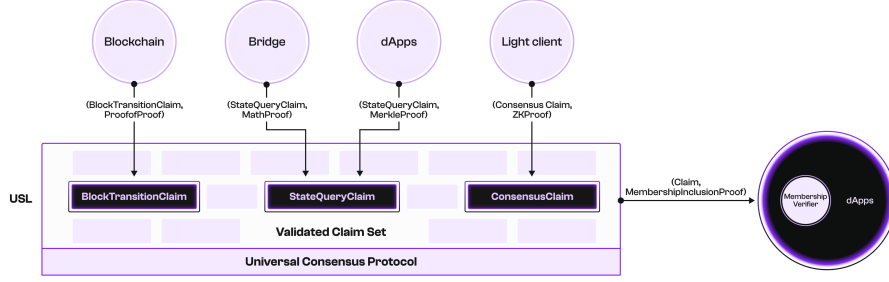 Blockchain
Bridge
dApps
Light client
(BlockTransitionClaim,
ProofofProof)
(StateQueryClaim,
MathProof)
(StateQueryClaim,
MerkleProof)
(Consensus Claim,
ZKProof)
USL
BlockTransitionClaim
StateQueryClaim
ConsensusClaim
Validated Claim Set
Universal Consensus Protocol
(Claim,
MembershipInclusionProof)
Membership
Verifier
dApps